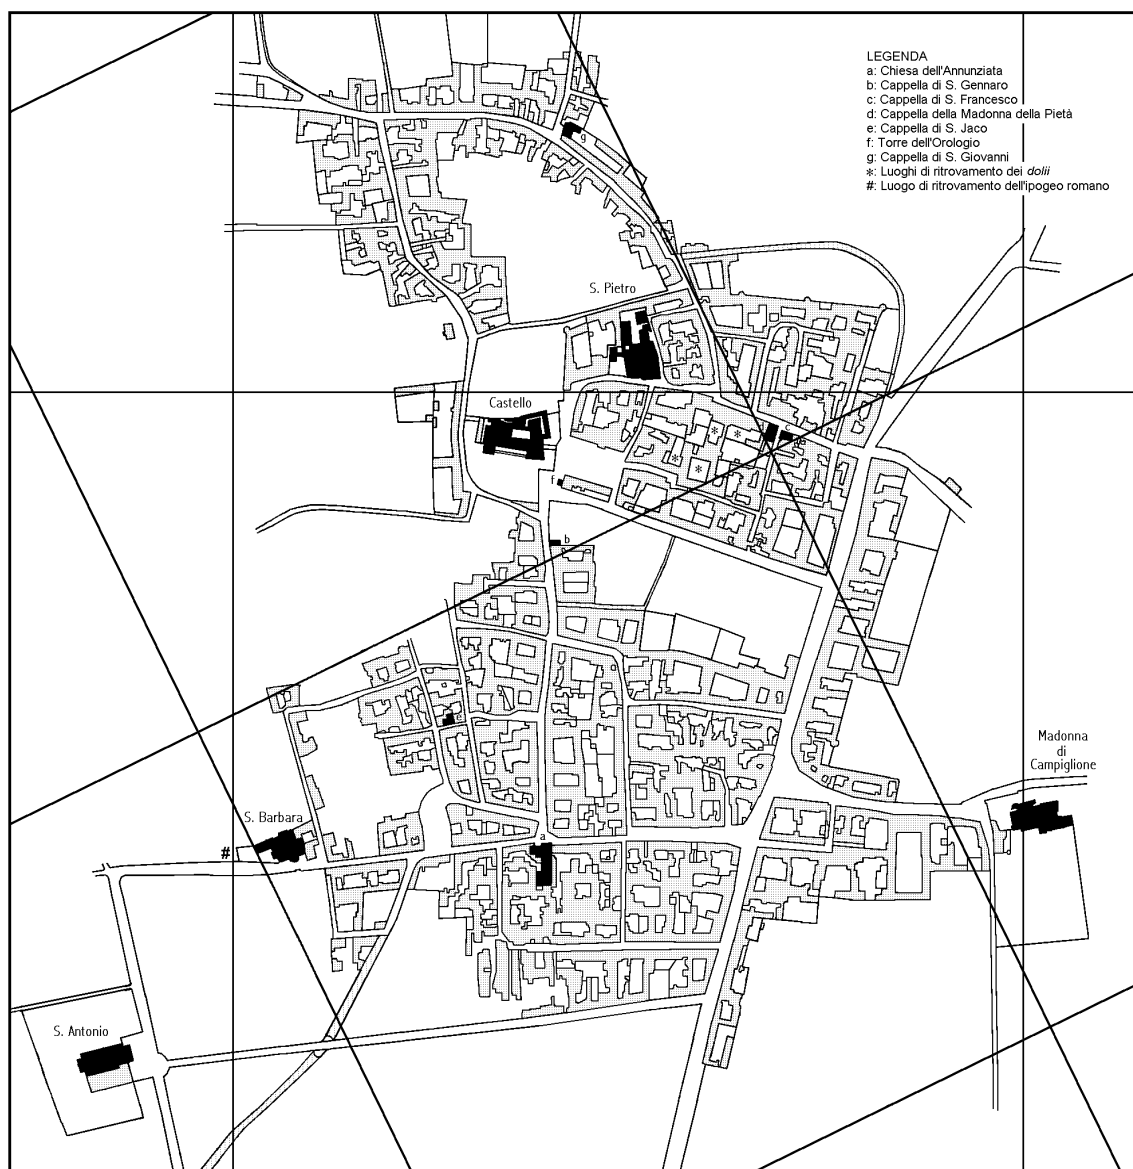 LEGENDA
a: Chiesa dell'Annunziata
b: Cappella di S. Gennaro
c: Cappella di S. Francesco
d: Cappella della Madonna della Pietà
e: Cappella di S. Jaco
f: Torre dell'Orologio
g: Cappella di S. Giovanni
*: Luoghi di ritrovamento dei dolii
#: Luogo di ritrovamento dell'ipogeo romano
g
S. Pietro
Castello
c
* *
* *
f
b
e
Madonna
di
Campiglione
S. Barbara
a
#
S. Antonio